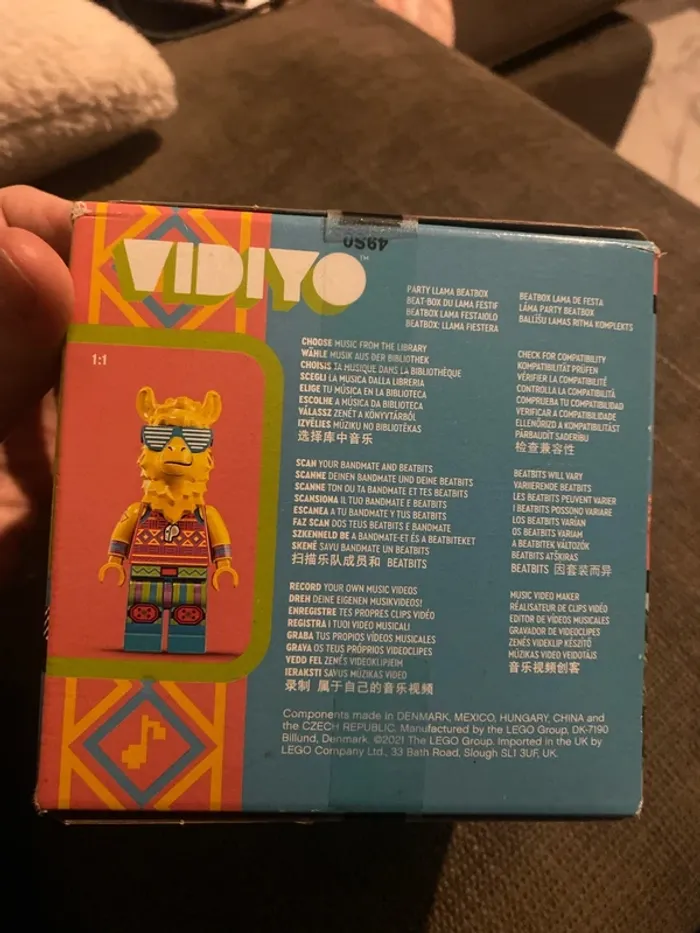 49S0
VIDIYO™
PARTY LLAMA BEATBOX
BEAT-BOX DU LAMA FESTIF
BEATBOX LAMA FESTAIOLO
BEATBOX: LLAMA FIESTERA
BEATBOX LAMA DE FESTA
LÁMA PARTY BEATBOX
BALLĪŠU LAMAS RITMA KOMPLEKTS
1:1
CHOOSE MUSIC FROM THE LIBRARY
WÄHLE MUSIK AUS DER BIBLIOTHEK
CHOISIS TA MUSIQUE DANS LA BIBLIOTHÈQUE
SCEGLI LA MUSICA DALLA LIBRERIA
ELIGE TU MÚSICA EN LA BIBLIOTECA
ESCOLHE A MÚSICA DA BIBLIOTECA
VÁLASSZ ZENÉT A KÖNYVTÁRBÓL
IZVĒLIES MŪZIKU NO BIBLIOTĒKAS
选择库中音乐
CHECK FOR COMPATIBILITY
KOMPATIBILITÄT PRÜFEN
VÉRIFIER LA COMPATIBILITÉ
CONTROLLA LA COMPATIBILITÀ
COMPRUEBA TU COMPATIBILIDAD
VERIFICAR A COMPATIBILIDADE
ELLENŐRIZD A KOMPATIBILITÁST
PĀRBAUDĪT SADERĪBU
检查兼容性
SCAN YOUR BANDMATE AND BEATBITS
SCANNE DEINEN BANDMATE UND DEINE BEATBITS
SCANNE TON OU TA BANDMATE ET TES BEATBITS
SCANSIONA IL TUO BANDMATE E BEATBITS
ESCANEA A TU BANDMATE Y TUS BEATBITS
FAZ SCAN DOS TEUS BEATBITS E BANDMATE
SZKENNELD BE A BANDMATE-ET ÉS A BEATBITEKET
SKENĒ SAVU BANDMATE UN BEATBITS
扫描乐队成员和 BEATBITS
BEATBITS WILL VARY
VARIIERENDE BEATBITS
LES BEATBITS PEUVENT VARIER
I BEATBITS POSSONO VARIARE
LOS BEATBITS VARÍAN
OS BEATBITS VARIAM
A BEATBITEK VÁLTOZÓK
BEATBITS ATŠĶIRAS
BEATBITS 因套装而异
RECORD YOUR OWN MUSIC VIDEOS
DREH DEINE EIGENEN MUSIKVIDEOS!
ENREGISTRE TES PROPRES CLIPS VIDÉO
REGISTRA I TUOI VIDEO MUSICALI
GRABA TUS PROPIOS VÍDEOS MUSICALES
GRAVA OS TEUS PRÓPRIOS VIDEOCLIPES
VEDD FEL ZENÉS VIDEOKLIPJEIM
IERAKSTI SAVUS MŪZIKAS VIDEO
录制 属于自己的音乐视频
MUSIC VIDEO MAKER
RÉALISATEUR DE CLIPS VIDÉO
EDITOR DE VÍDEOS MUSICALES
GRAVADOR DE VIDEOCLIPES
ZENÉS VIDEKLIP KÉSZÍTŐ
MŪZIKAS VIDEO VEIDOTĀJS
音乐视频创客
Components made in DENMARK, MEXICO, HUNGARY, CHINA and
the CZECH REPUBLIC. Manufactured by the LEGO Group, DK-7190
Billund, Denmark. ©2021 The LEGO Group. Imported in the UK by
LEGO Company Ltd., 33 Bath Road, Slough SL1 3UF, UK.